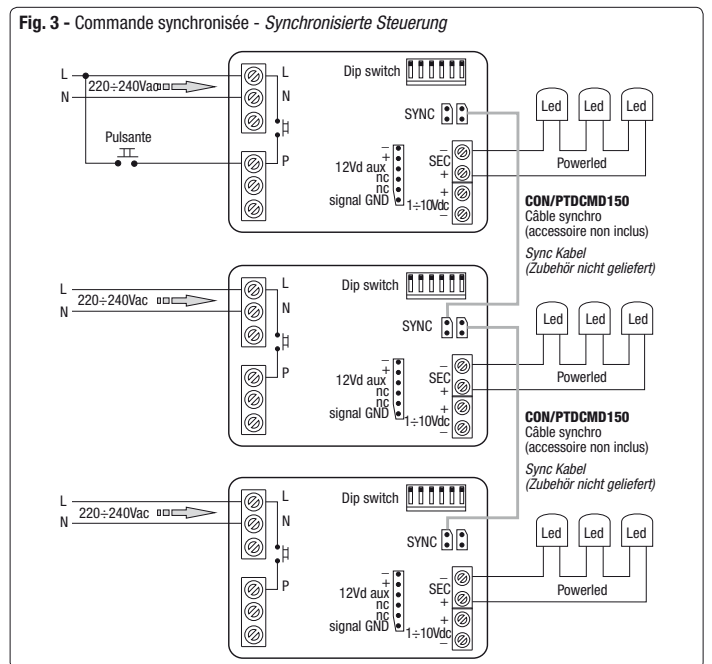 Fig. 3 - Commande synchronisée - Synchronisierte Steuerung
L
220÷240Vac
N
Pulsante
L
N
P
Dip switch
SYNC
–
+
12Vd aux
nc
nc
signal GND
–
SEC
+
+
1÷10Vdc
–
Led
Led
Led
Powerled
CON/PTDCMD150
Câble synchro
(accessoire non inclus)
Sync Kabel
(Zubehör nicht geliefert)
L
220÷240Vac
N
L
N
P
Dip switch
SYNC
–
+
12Vd aux
nc
nc
signal GND
–
SEC
+
+
1÷10Vdc
–
Led
Led
Led
Powerled
CON/PTDCMD150
Câble synchro
(accessoire non inclus)
Sync Kabel
(Zubehör nicht geliefert)
L
220÷240Vac
N
L
N
P
Dip switch
SYNC
–
+
12Vd aux
nc
nc
signal GND
–
SEC
+
+
1÷10Vdc
–
Led
Led
Led
Powerled